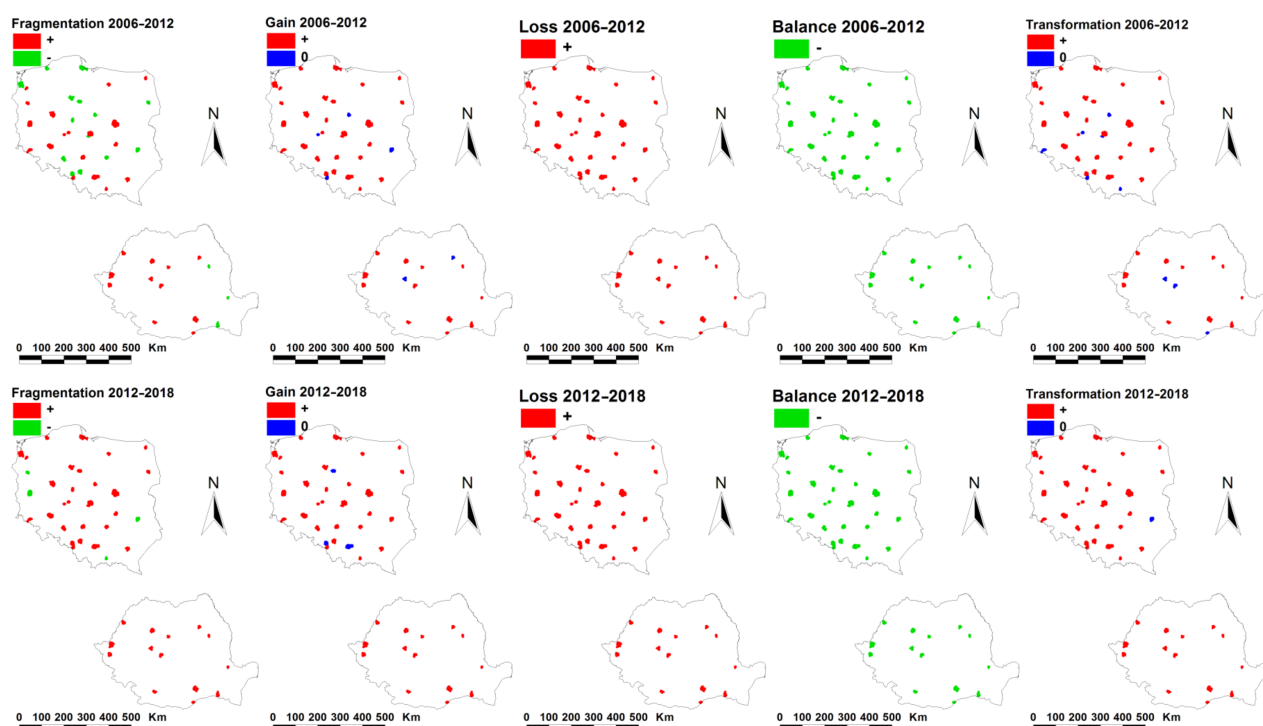 Fragmentation 2006-2012
+
-
N
0 100 200 300 400 500 Km
Gain 2006-2012
+
0
N
0 100 200 300 400 500 Km
Loss 2006-2012
+
N
0 100 200 300 400 500 Km
Balance 2006-2012
-
N
0 100 200 300 400 500 Km
Transformation 2006-2012
+
0
N
0 100 200 300 400 500 Km
Fragmentation 2012-2018
+
-
N
0 100 200 300 400 500 Km
Gain 2012-2018
+
0
N
0 100 200 300 400 500 Km
Loss 2012-2018
+
N
0 100 200 300 400 500 Km
Balance 2012-2018
-
N
0 100 200 300 400 500 Km
Transformation 2012-2018
+
0
N
0 100 200 300 400 500 Km